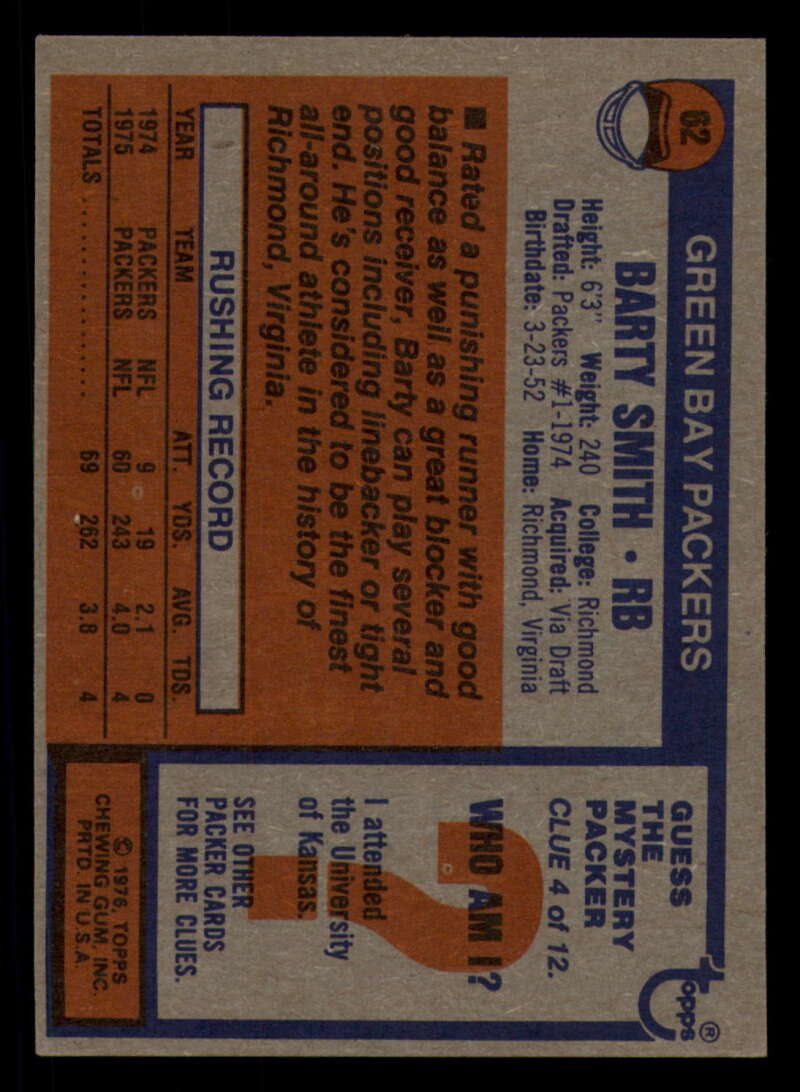 62
GREEN BAY PACKERS
BARTY SMITH • RB
Height: 6'3" Weight: 240 College: Richmond
Drafted: Packers #1-1974 Acquired: Via Draft
Birthdate: 3-23-52 Home: Richmond, Virginia
■ Rated a punishing runner with good
balance as well as a great blocker and
good receiver, Barty can play several
positions including linebacker or tight
end. He's considered to be the finest
all-around athlete in the history of
Richmond, Virginia.
RUSHING RECORD
YEAR TEAM ATT. YDS. AVG. TDS.
1974 PACKERS NFL 9 19 2.1 0
1975 PACKERS NFL 60 243 4.0 4
TOTALS .................... 69 262 3.8 4
topps®
GUESS
THE
MYSTERY
PACKER
CLUE 4 of 12.
?
WHO AM I?
I attended
the University
of Kansas.
SEE OTHER
PACKER CARDS
FOR MORE CLUES.
© 1976, TOPPS
CHEWING GUM, INC.
PRTD. IN U.S.A.